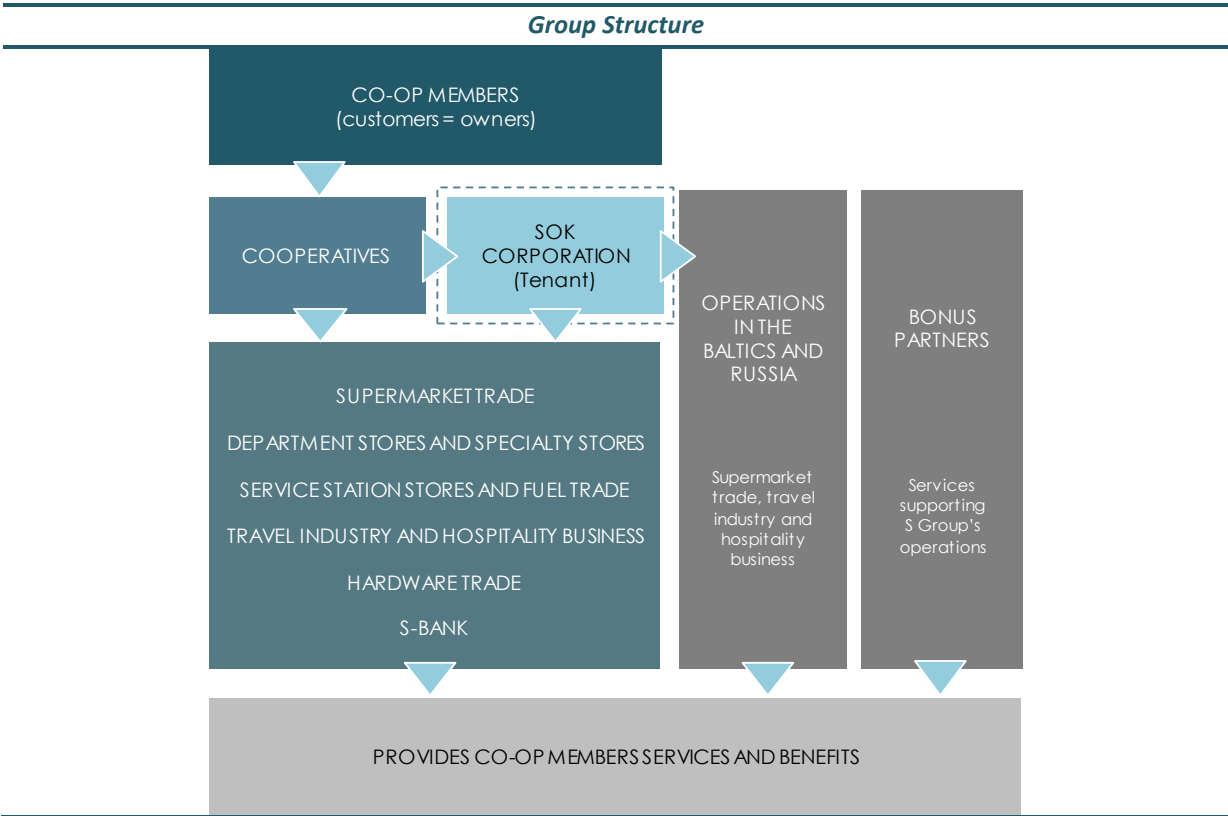 Group Structure
CO-OP MEMBERS
(customers = owners)
COOPERATIVES
SOK
CORPORATION
(Tenant)
OPERATIONS
IN THE
BALTICS AND
RUSSIA
Supermarket
trade, travel
industry and
hospitality
business
BONUS
PARTNERS
Services
supporting
S Group's
operations
SUPERMARKET TRADE
DEPARTMENT STORES AND SPECIALTY STORES
SERVICE STATION STORES AND FUEL TRADE
TRAVEL INDUSTRY AND HOSPITALITY BUSINESS
HARDWARE TRADE
S-BANK
PROVIDES CO-OP MEMBERS SERVICES AND BENEFITS